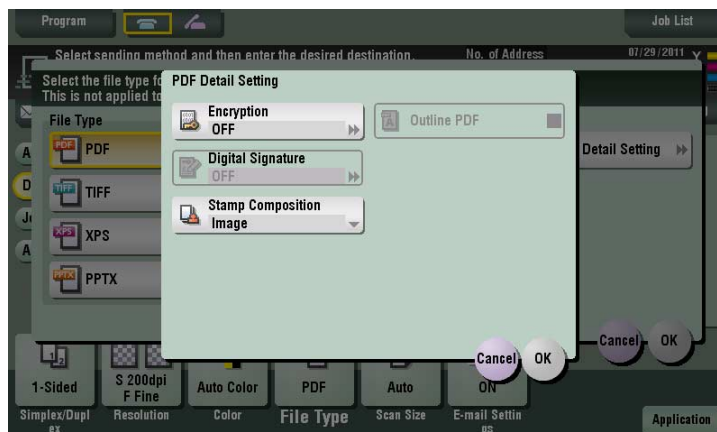 Program
Job List
Select sending method and then enter the desired destination.
No. of Address
07/29/2011
Y
Select the file type fo
This is not applied to
PDF Detail Setting
File Type
Encryption
OFF
Outline PDF
PDF
Digital Signature
OFF
Detail Setting
TIFF
Stamp Composition
Image
XPS
PPTX
Cancel
OK
Cancel
OK
1-Sided
S 200dpi
F Fine
Auto Color
PDF
Auto
ON
Simplex/Dupl
ex
Resolution
Color
File Type
Scan Size
E-mail Settin
gs
Application